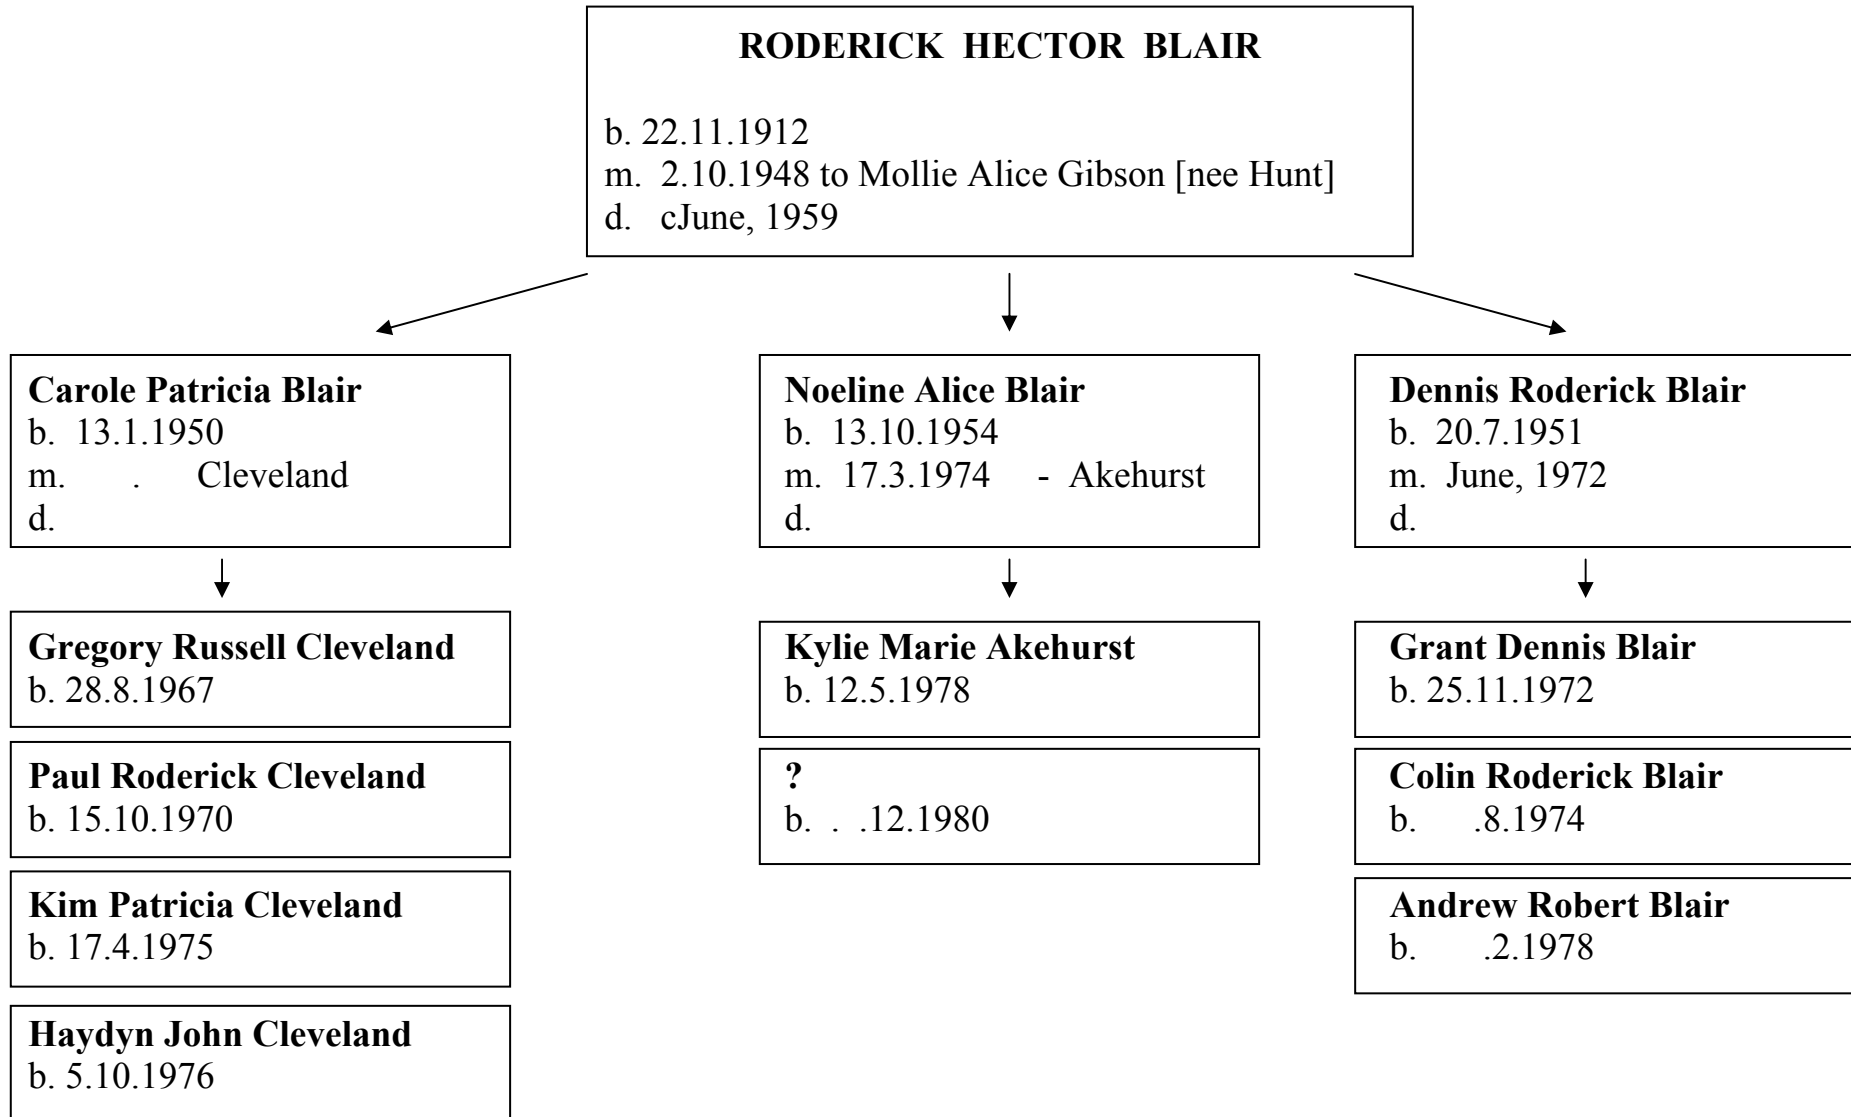 RODERICK HECTOR BLAIR
b. 22.11.1912
m. 2.10.1948 to Mollie Alice Gibson [nee Hunt]
d. cJune, 1959
Carole Patricia Blair
b. 13.1.1950
m. . Cleveland
d.
Noeline Alice Blair
b. 13.10.1954
m. 17.3.1974 - Akehurst
d.
Dennis Roderick Blair
b. 20.7.1951
m. June, 1972
d.
Gregory Russell Cleveland
b. 28.8.1967
Paul Roderick Cleveland
b. 15.10.1970
Kim Patricia Cleveland
b. 17.4.1975
Haydyn John Cleveland
b. 5.10.1976
Kylie Marie Akehurst
b. 12.5.1978
?
b. . .12.1980
Grant Dennis Blair
b. 25.11.1972
Colin Roderick Blair
b. .8.1974
Andrew Robert Blair
b. .2.1978